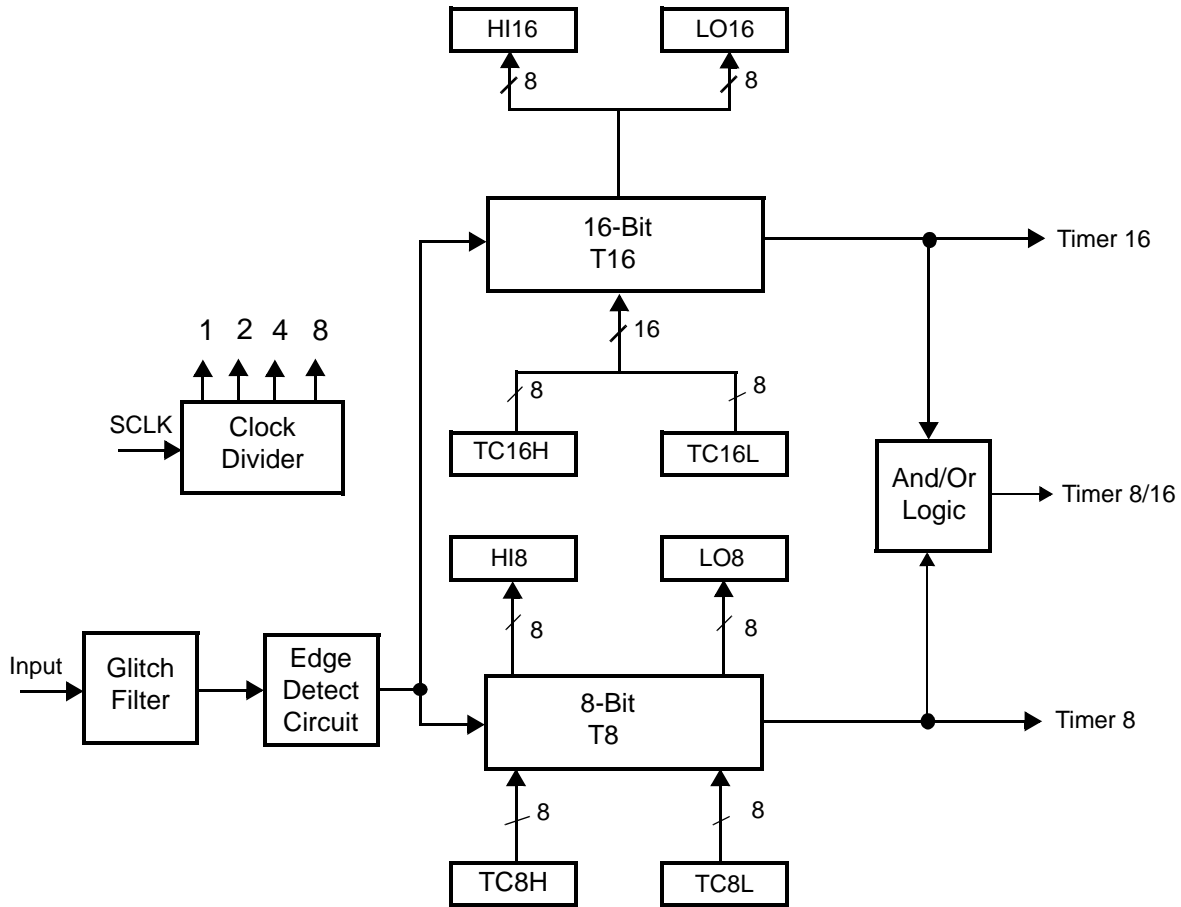 HI16
LO16
8
8
16-Bit
T16
Timer 16
1 2 4 8
16
8
8
SCLK
Clock
Divider
TC16H
TC16L
And/Or
Logic
Timer 8/16
HI8
LO8
8
8
Input
Glitch
Filter
Edge
Detect
Circuit
8-Bit
T8
Timer 8
8
8
TC8H
TC8L